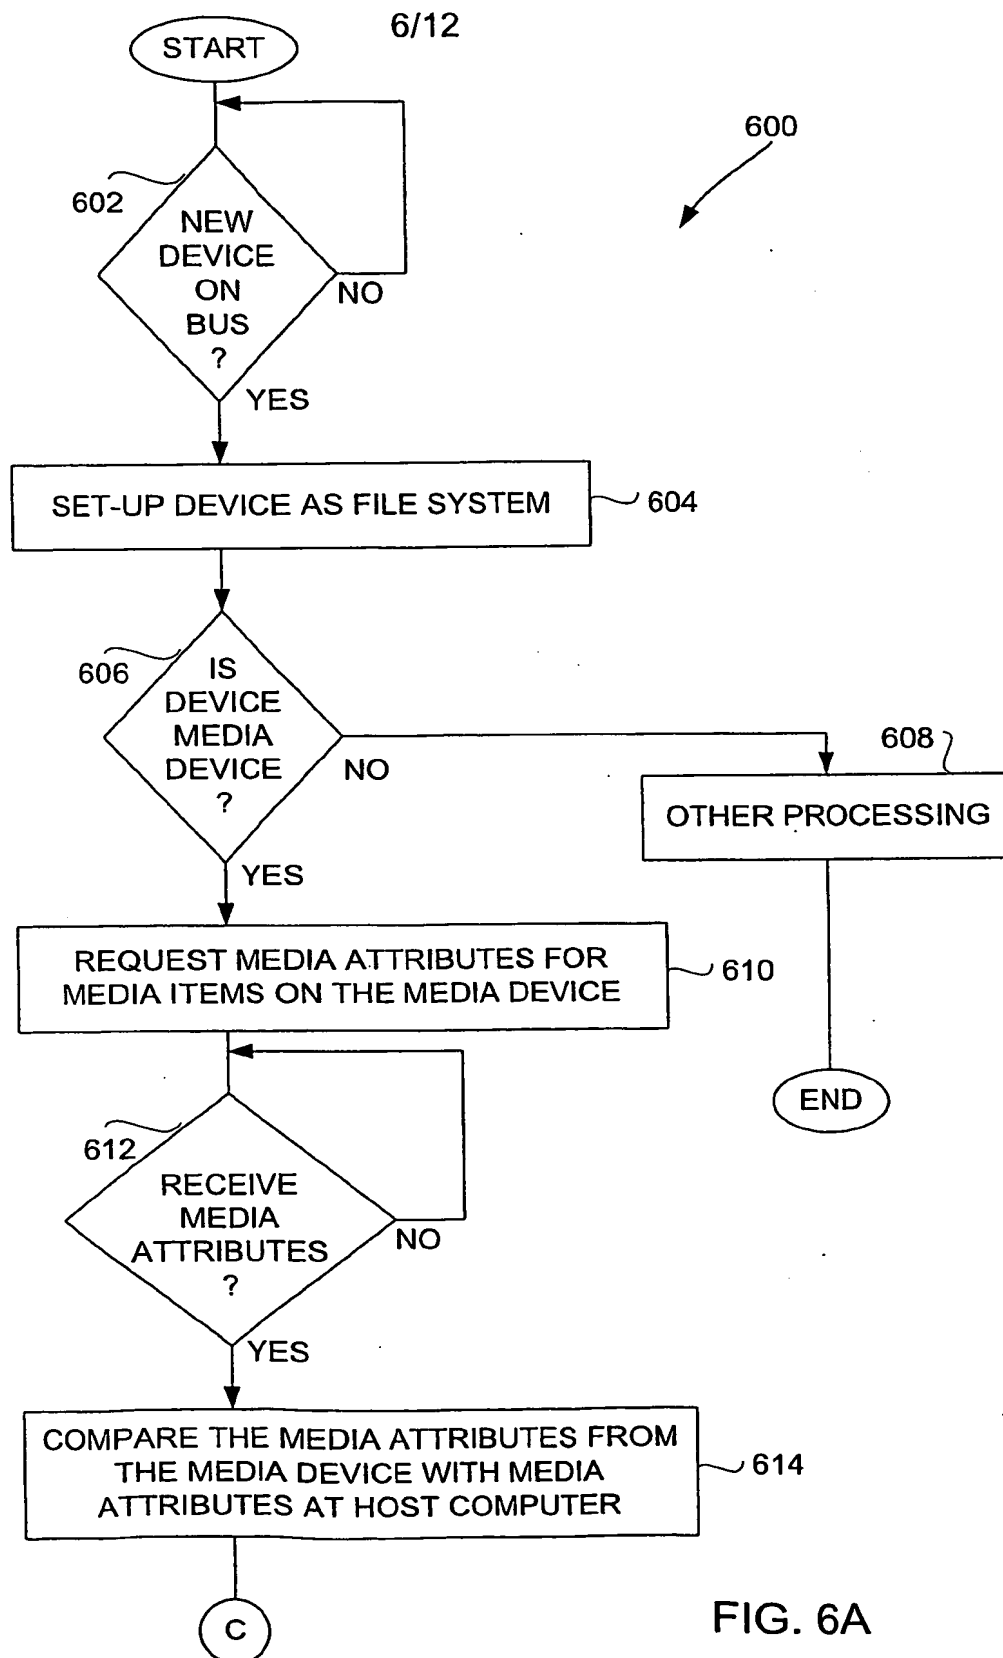 6/12
START
600
602
NEW
DEVICE
ON
BUS
?
NO
YES
SET-UP DEVICE AS FILE SYSTEM
604
606
IS
DEVICE
MEDIA
DEVICE
?
NO
608
OTHER PROCESSING
YES
REQUEST MEDIA ATTRIBUTES FOR
MEDIA ITEMS ON THE MEDIA DEVICE
610
END
612
RECEIVE
MEDIA
ATTRIBUTES
?
NO
YES
COMPARE THE MEDIA ATTRIBUTES FROM
THE MEDIA DEVICE WITH MEDIA
ATTRIBUTES AT HOST COMPUTER
614
C
FIG. 6A